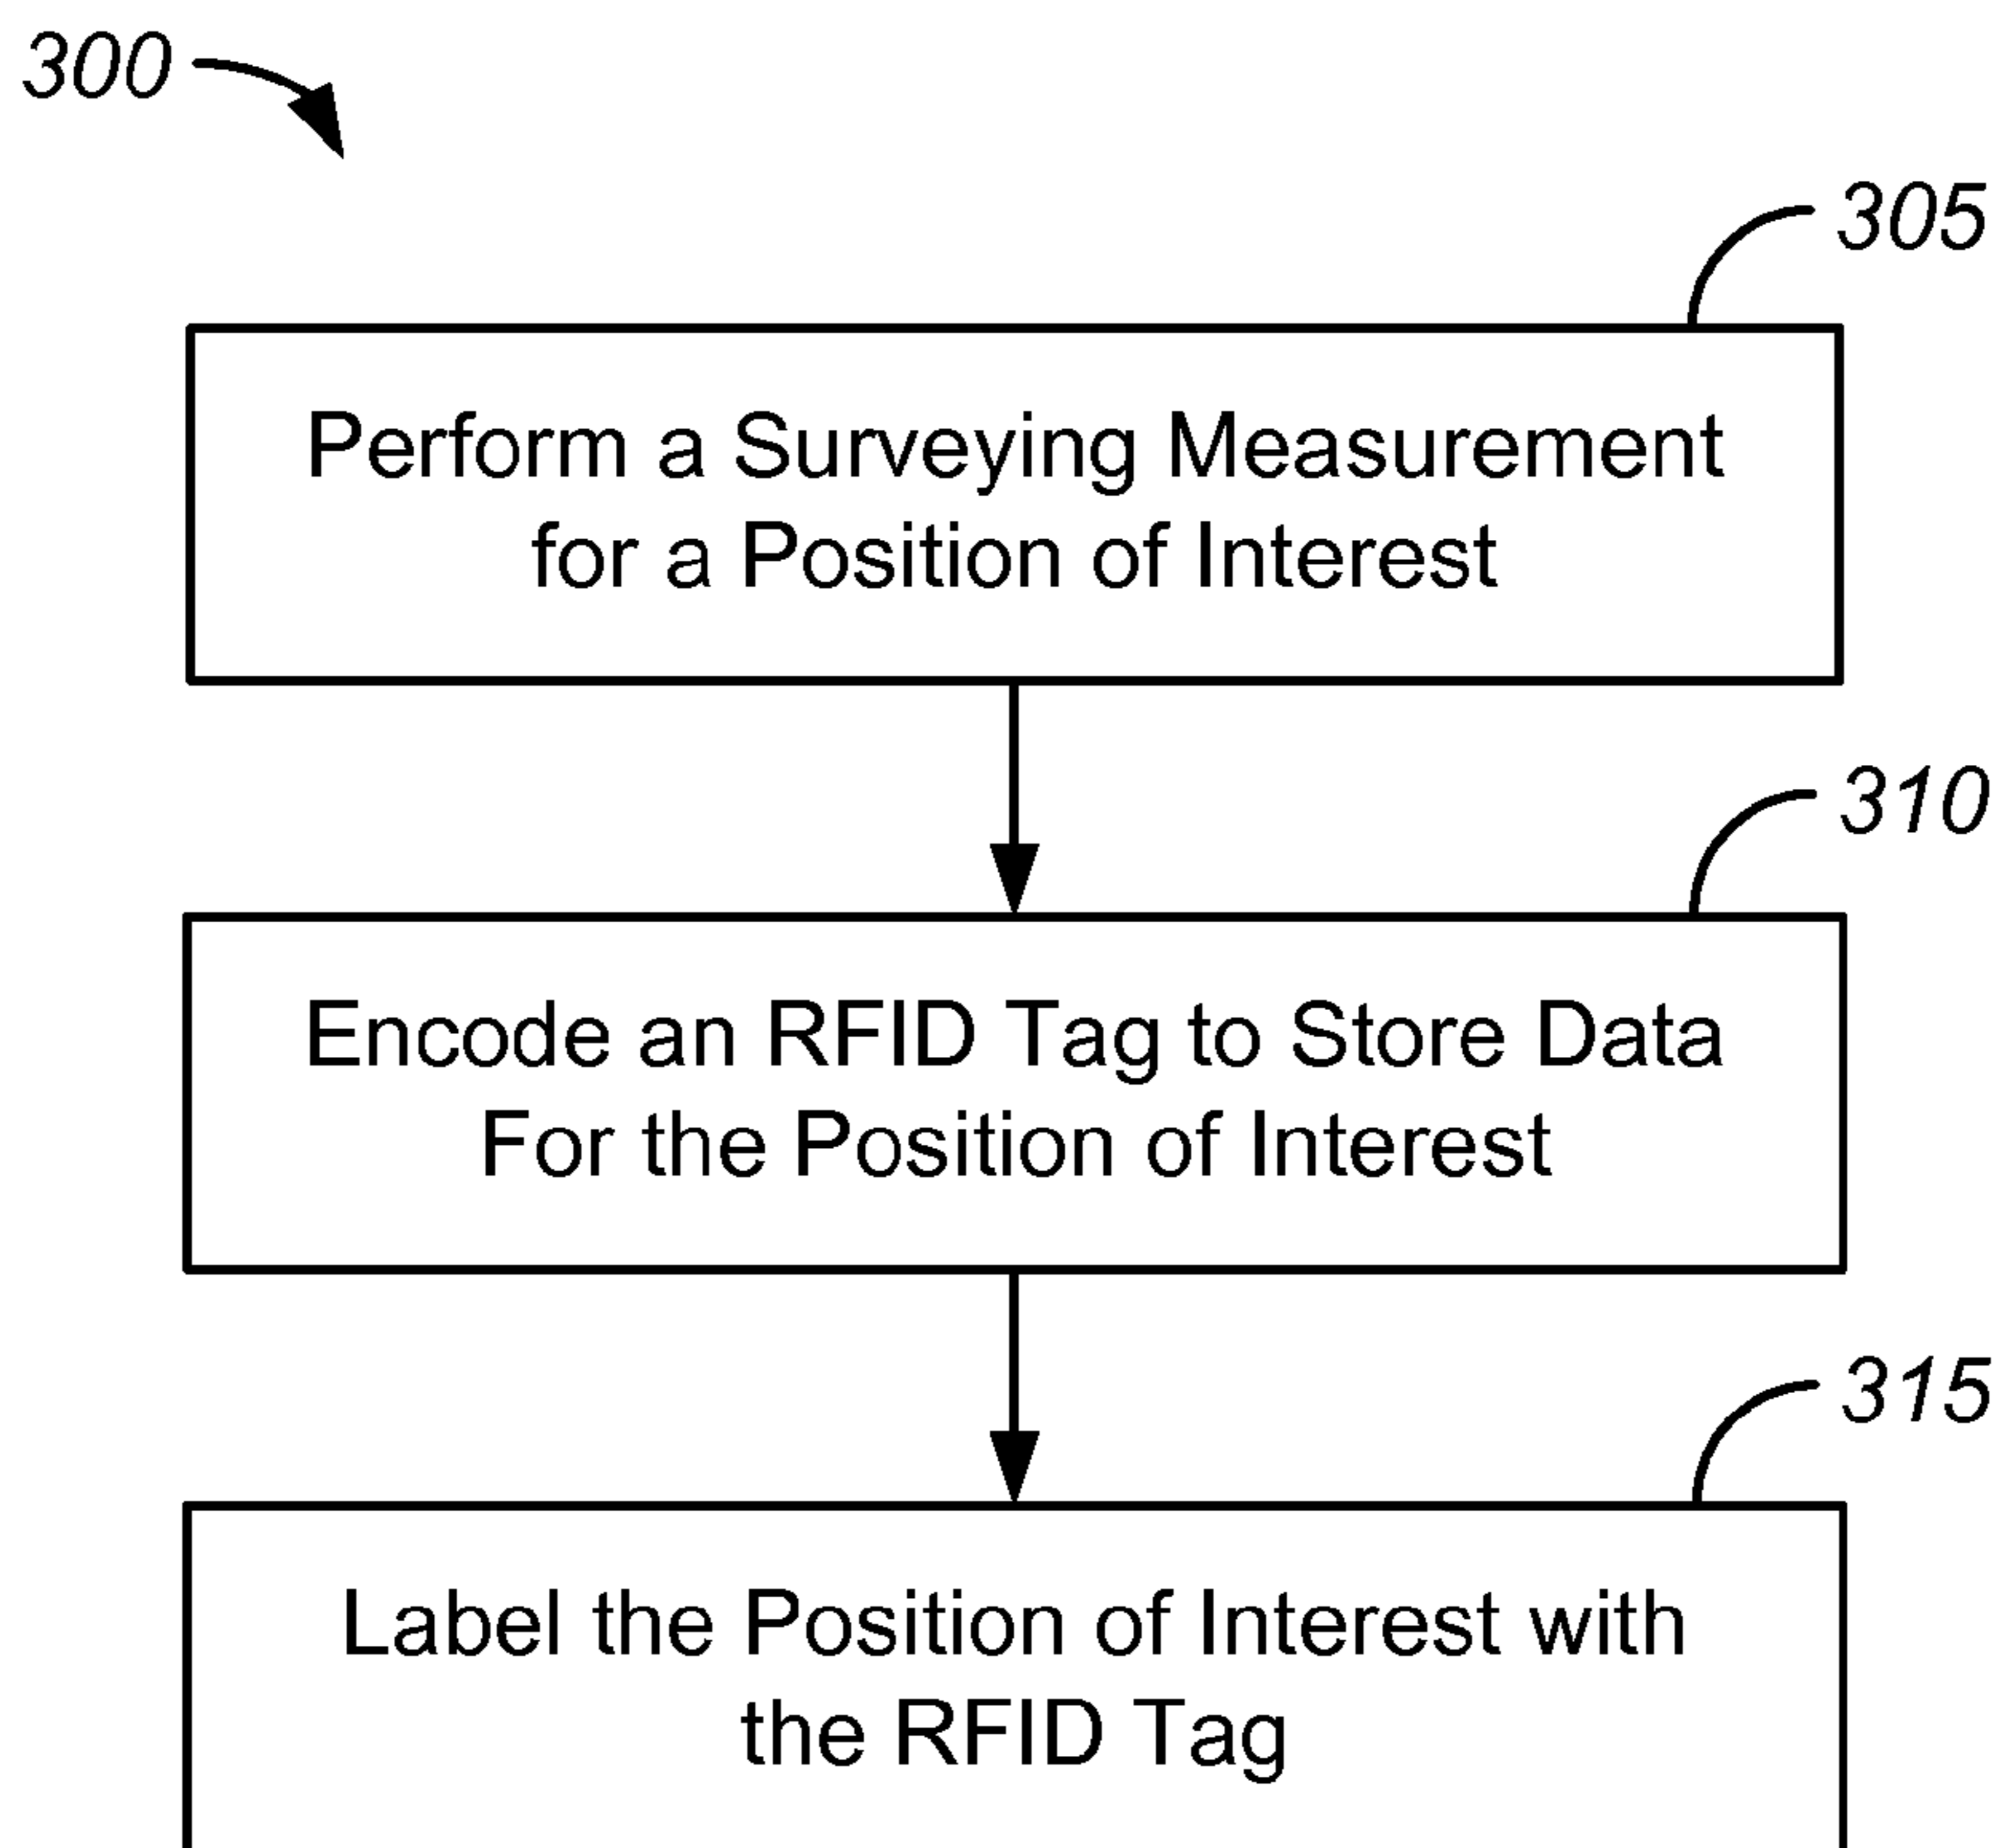 300
305
Perform a Surveying Measurement
for a Position of Interest
310
Encode an RFID Tag to Store Data
For the Position of Interest
315
Label the Position of Interest with
the RFID Tag